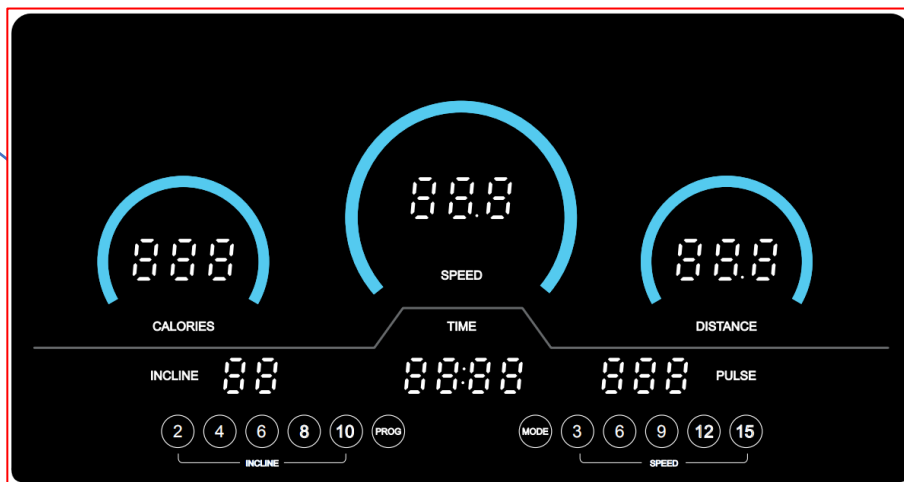 88.8
SPEED
888
88.8
CALORIES
TIME
DISTANCE
INCLINE 88 88:88 888 PULSE
2 4 6 8 10 PROG MODE 3 6 9 12 15
INCLINE SPEED